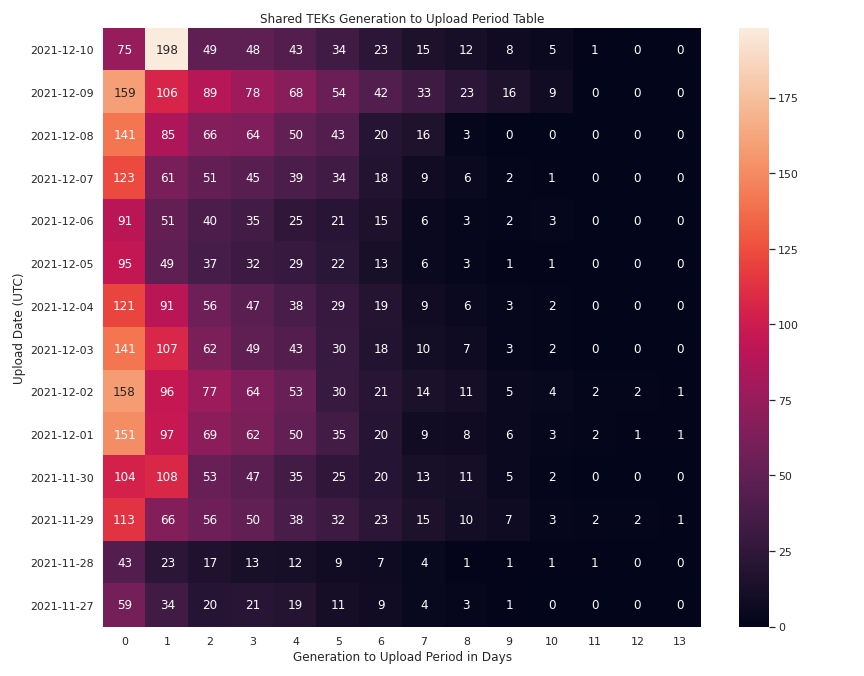 Shared TEKs Generation to Upload Period Table
2021-12-10 75 198 49 48 43 34 23 15 12 8 5 1 0 0
2021-12-09 159 106 89 78 68 54 42 33 23 16 9 0 0 0
2021-12-08 141 85 66 64 50 43 20 16 3 0 0 0 0 0
2021-12-07 123 61 51 45 39 34 18 9 6 2 1 0 0 0
2021-12-06 91 51 40 35 25 21 15 6 3 2 3 0 0 0
2021-12-05 95 49 37 32 29 22 13 6 3 1 1 0 0 0
2021-12-04 121 91 56 47 38 29 19 9 6 3 2 0 0 0
2021-12-03 141 107 62 49 43 30 18 10 7 3 2 0 0 0
2021-12-02 158 96 77 64 53 30 21 14 11 5 4 2 2 1
2021-12-01 151 97 69 62 50 35 20 9 8 6 3 2 1 1
2021-11-30 104 108 53 47 35 25 20 13 11 5 2 0 0 0
2021-11-29 113 66 56 50 38 32 23 15 10 7 3 2 2 1
2021-11-28 43 23 17 13 12 9 7 4 1 1 1 1 0 0
2021-11-27 59 34 20 21 19 11 9 4 3 1 0 0 0 0
0 1 2 3 4 5 6 7 8 9 10 11 12 13
Generation to Upload Period in Days
Upload Date (UTC)
175
150
125
100
75
50
25
0